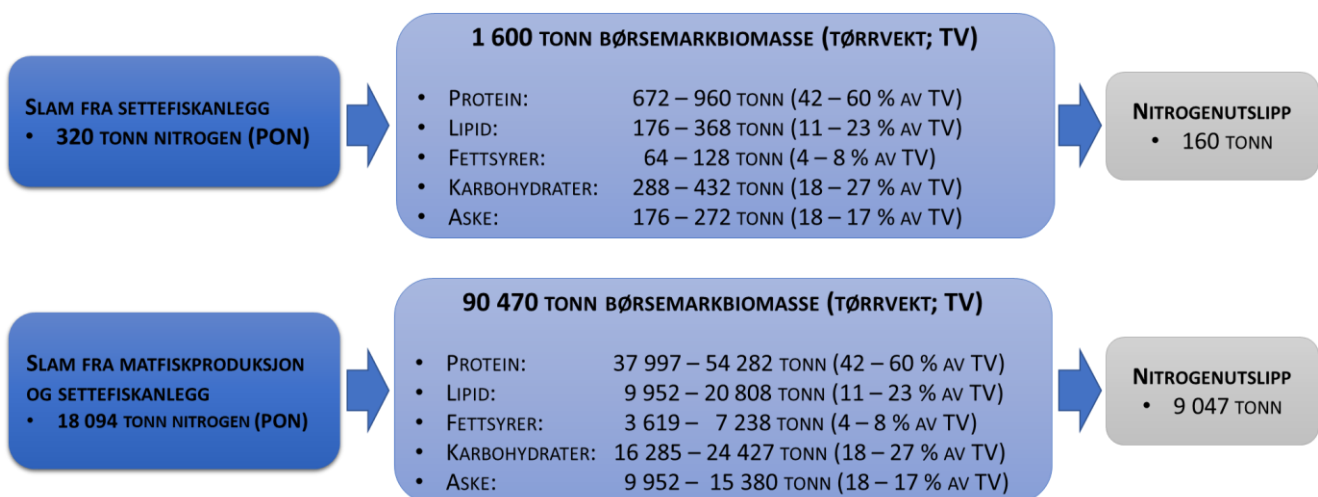 1 600 TONN BØRSEMARKBIOMASSE (TØRRVEKT; TV)
SLAM FRA SETTEFISKANLEGG
• 320 TONN NITROGEN (PON)
• PROTEIN: 672 – 960 TONN (42 – 60 % AV TV)
• LIPID: 176 – 368 TONN (11 – 23 % AV TV)
• FETTSYRER: 64 – 128 TONN (4 – 8 % AV TV)
• KARBOHYDRATER: 288 – 432 TONN (18 – 27 % AV TV)
• ASKE: 176 – 272 TONN (18 – 17 % AV TV)
NITROGENUTSLIPP
• 160 TONN
90 470 TONN BØRSEMARKBIOMASSE (TØRRVEKT; TV)
SLAM FRA MATFISKPRODUKSJON
OG SETTEFISKANLEGG
• 18 094 TONN NITROGEN (PON)
• PROTEIN: 37 997 – 54 282 TONN (42 – 60 % AV TV)
• LIPID: 9 952 – 20 808 TONN (11 – 23 % AV TV)
• FETTSYRER: 3 619 – 7 238 TONN (4 – 8 % AV TV)
• KARBOHYDRATER: 16 285 – 24 427 TONN (18 – 27 % AV TV)
• ASKE: 9 952 – 15 380 TONN (18 – 17 % AV TV)
NITROGENUTSLIPP
• 9 047 TONN